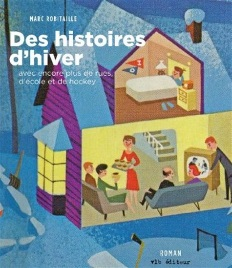 MARC ROBITAILLE
Des histoires
d'hiver
avec encore plus de rues,
d'école et de hockey
ROMAN
vlb éditeur